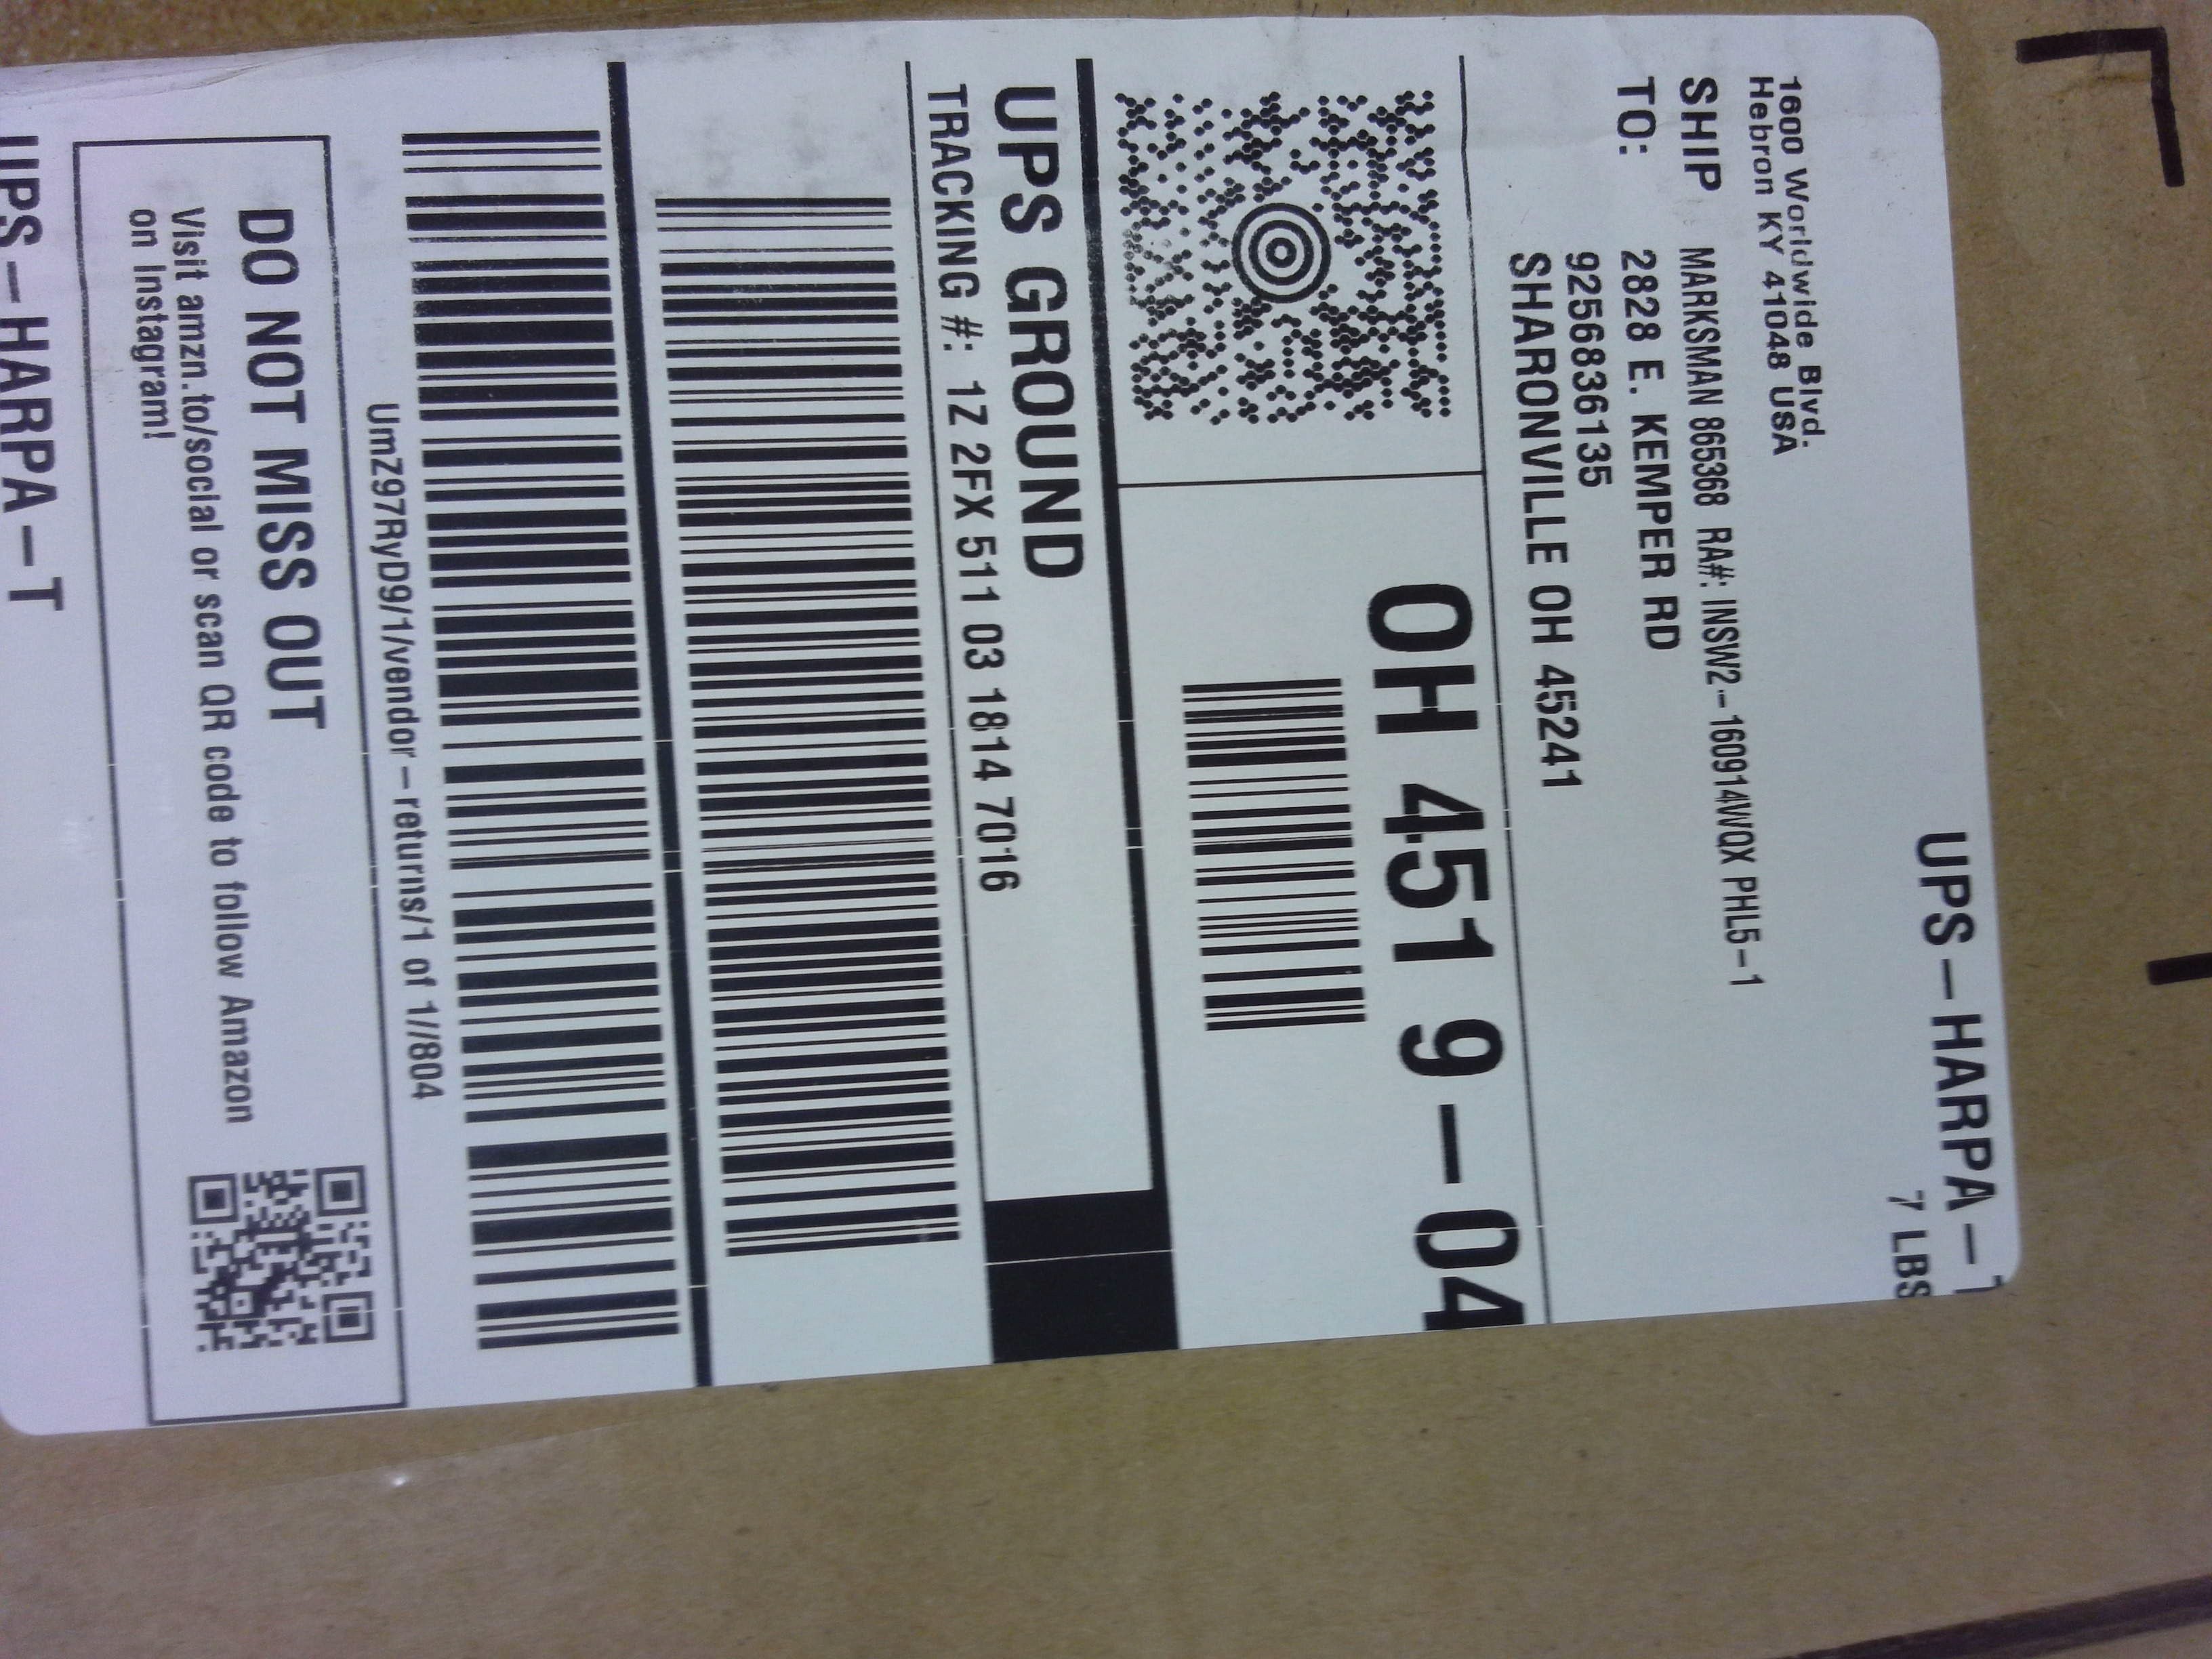 UPS-HARPA-T
7 LBS
1600 Worldwide Blvd.
Hebron KY 41048 USA
SHIP MARKSMAN 865368 RA#: INSW2-160914VVQX PHL5-1
TO: 2828 E. KEMPER RD
9256836135
SHARONVILLE OH 45241
OH 451 9-04
UPS GROUND
TRACKING #: 1Z 2FX 511 03 1814 7016
UmZ97RyD9/1/vendor-returns/1 of 1//804
DO NOT MISS OUT
Visit amzn.to/social or scan QR code to follow Amazon
on Instagram!
UPS-HARPA-T